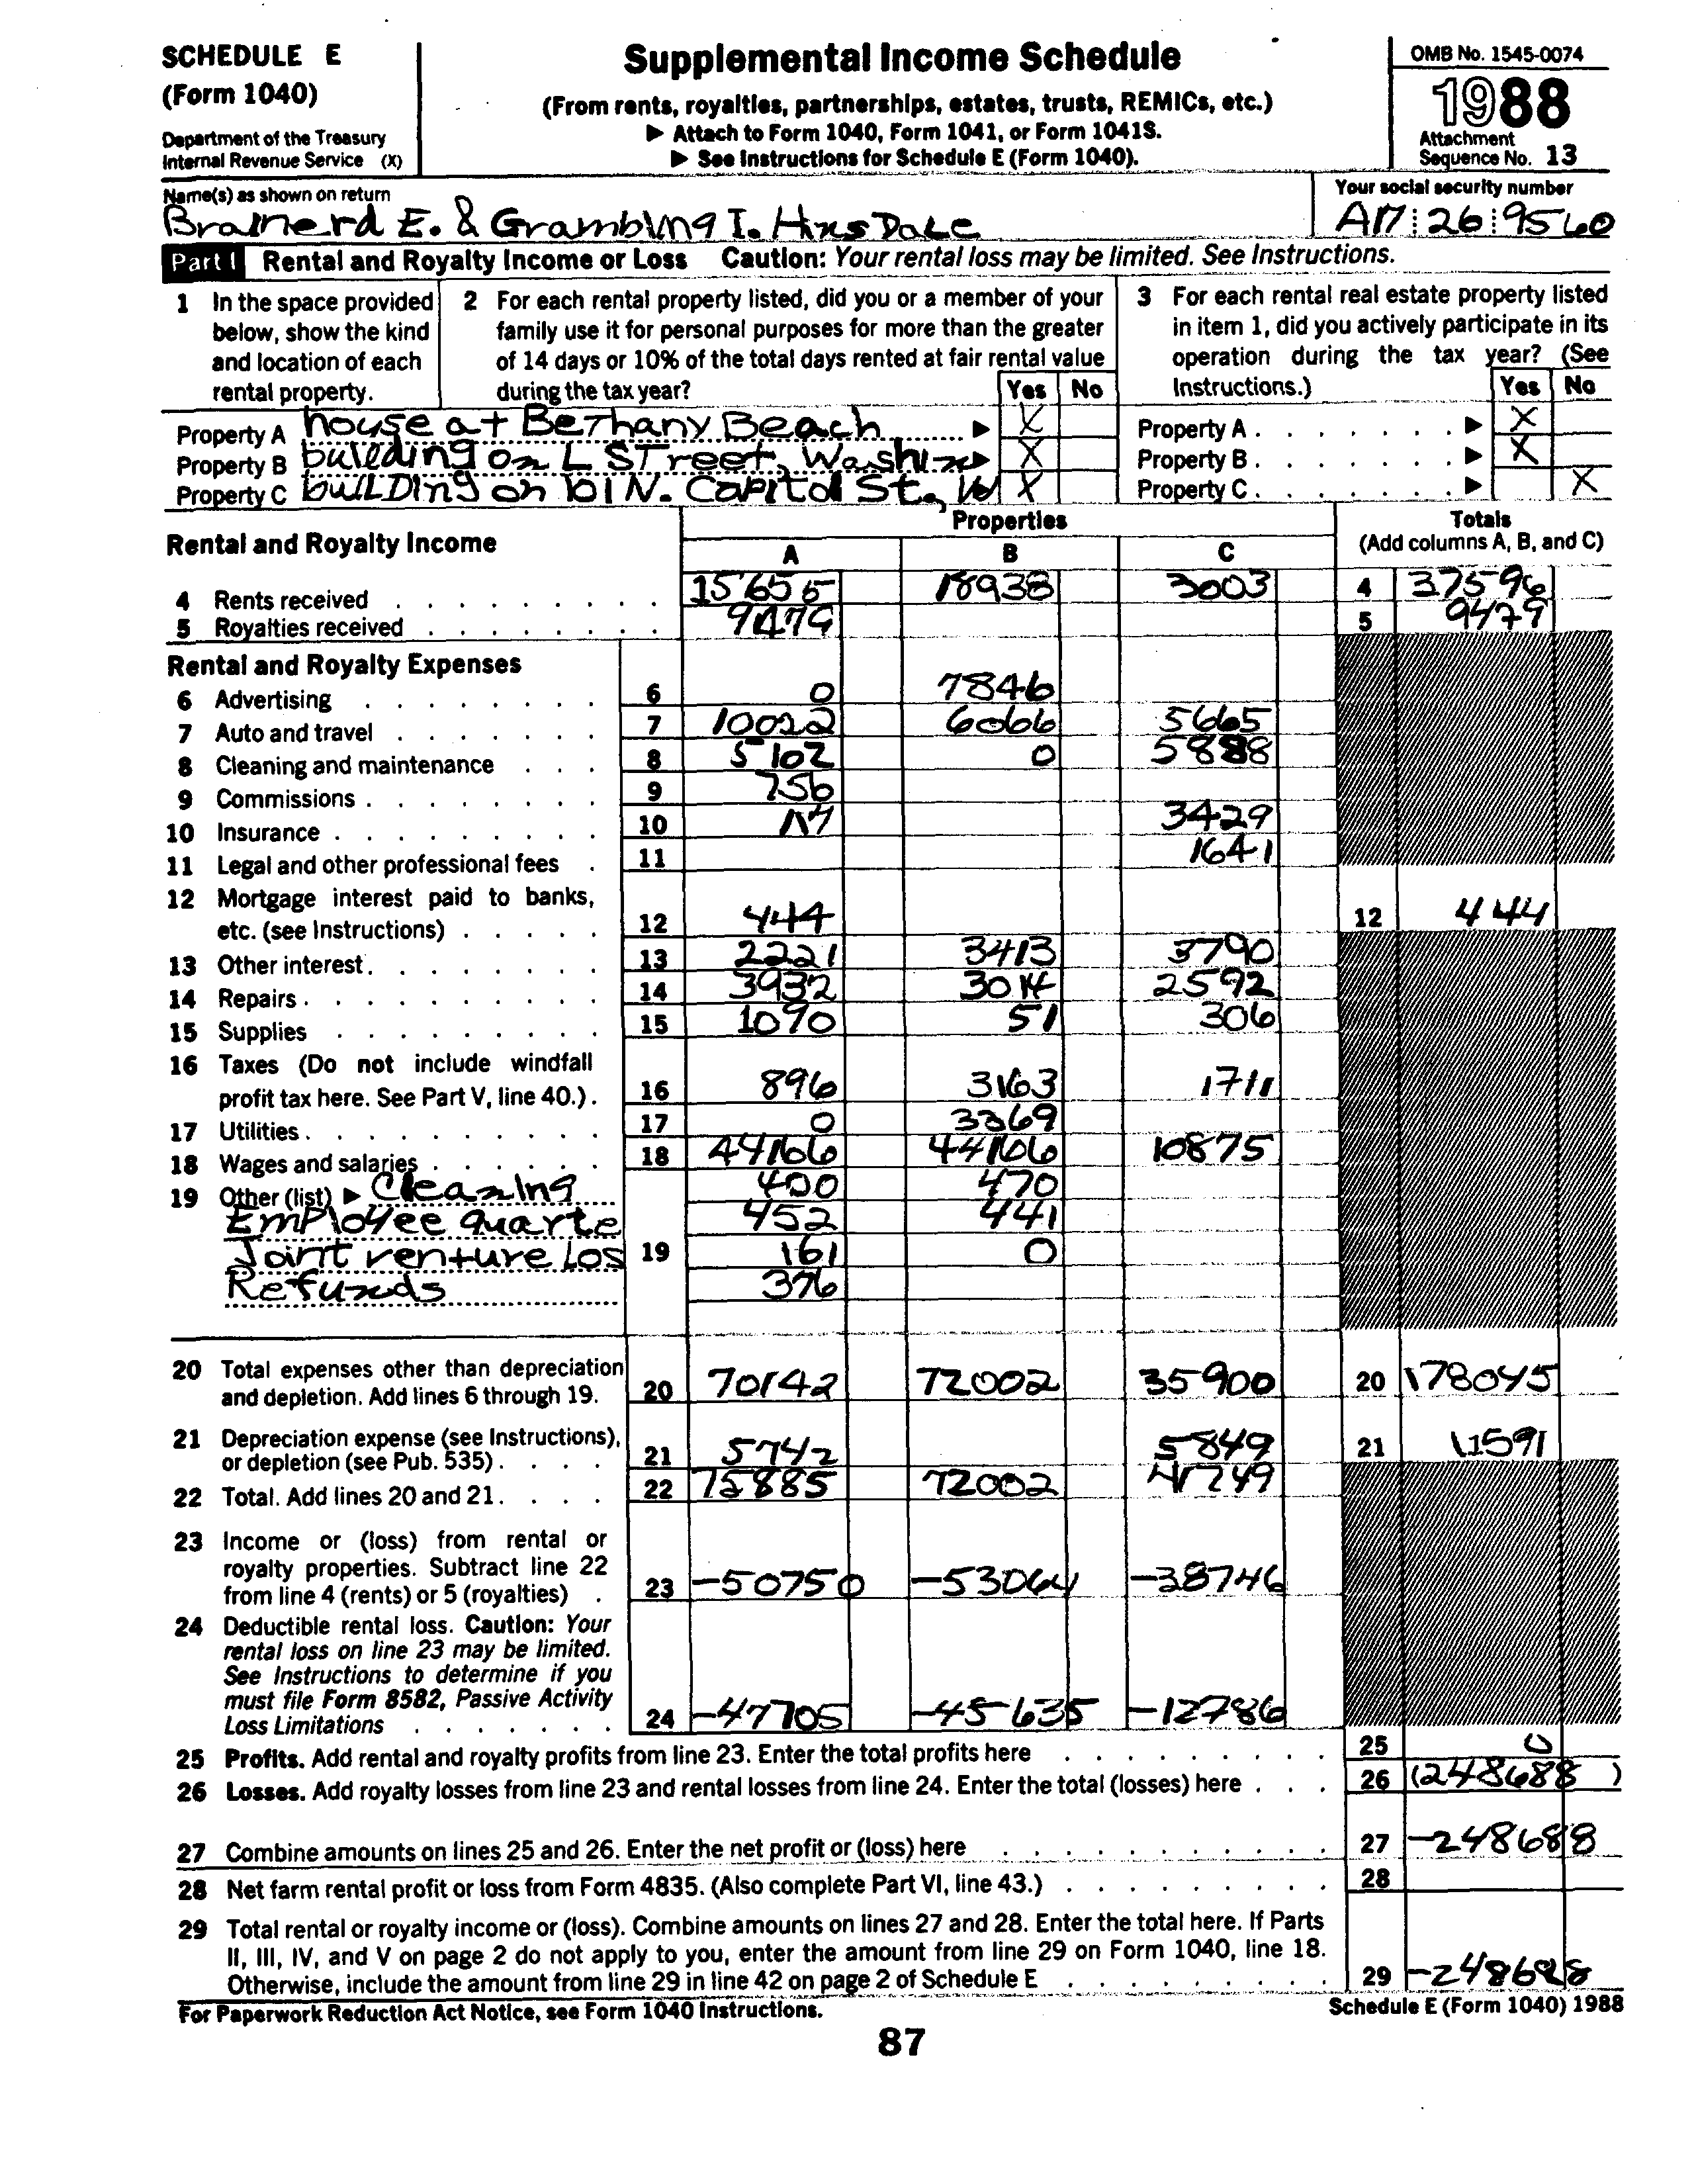 SCHEDULE E
(Form 1040)
Department of the Treasury
Internal Revenue Service (X)
Supplemental Income Schedule
(From rents, royalties, partnerships, estates, trusts, REMICs, etc.)
▶ Attach to Form 1040, Form 1041, or Form 1041S.
▶ See Instructions for Schedule E (Form 1040).
OMB No. 1545-0074
1988
Attachment
Sequence No. 13
Name(s) as shown on return
Brainerd E. & Grambling I. Hinsdale
Your social security number
26 9560
Part I Rental and Royalty Income or Loss Caution: Your rental loss may be limited. See Instructions.
1 In the space provided below, show the kind and location of each rental property.
2 For each rental property listed, did you or a member of your family use it for personal purposes for more than the greater of 14 days or 10% of the total days rented at fair rental value during the tax year? Yes No
3 For each rental real estate property listed in item 1, did you actively participate in its operation during the tax year? (See Instructions.) Yes No
Property A house at Bethany Beach ▶ X Property A ▶ X
Property B building on L Street, Washin ▶ X Property B ▶ X
Property C building on 101 N. Capitol St., W X Property C ▶ X
Rental and Royalty Income
Properties
A B C
Totals
(Add columns A, B, and C)
4 Rents received 15655 18938 3003 4 37596
5 Royalties received 9479 5 9479
Rental and Royalty Expenses
6 Advertising 6 0 7846
7 Auto and travel 7 10022 6066 5665
8 Cleaning and maintenance 8 5102 0 5888
9 Commissions 9 756
10 Insurance 10 117 3429
11 Legal and other professional fees 11 1641
12 Mortgage interest paid to banks, etc. (see Instructions) 12 444 12 444
13 Other interest 13 2221 3413 3790
14 Repairs 14 3932 3014 2592
15 Supplies 15 1090 51 306
16 Taxes (Do not include windfall profit tax here. See Part V, line 40.) 16 896 3163 1711
17 Utilities 17 0 3369
18 Wages and salaries 18 44166 44166 10875
19 Other (list) ▶ Cleaning 400 470
Employee quarte 452 441
Joint venture los 19 161 0
Refunds 376
20 Total expenses other than depreciation and depletion. Add lines 6 through 19. 20 70142 72002 35900 20 178045
21 Depreciation expense (see Instructions), or depletion (see Pub. 535) 21 5742 5849 21 11591
22 Total. Add lines 20 and 21 22 75885 72002 41749
23 Income or (loss) from rental or royalty properties. Subtract line 22 from line 4 (rents) or 5 (royalties) 23 -50750 -53064 -38746
24 Deductible rental loss. Caution: Your rental loss on line 23 may be limited. See Instructions to determine if you must file Form 8582, Passive Activity Loss Limitations 24 -47705 -45635 -12786
25 Profits. Add rental and royalty profits from line 23. Enter the total profits here 25 0
26 Losses. Add royalty losses from line 23 and rental losses from line 24. Enter the total (losses) here 26 (248688)
27 Combine amounts on lines 25 and 26. Enter the net profit or (loss) here 27 -248688
28 Net farm rental profit or loss from Form 4835. (Also complete Part VI, line 43.) 28
29 Total rental or royalty income or (loss). Combine amounts on lines 27 and 28. Enter the total here. If Parts II, III, IV, and V on page 2 do not apply to you, enter the amount from line 29 on Form 1040, line 18. Otherwise, include the amount from line 29 in line 42 on page 2 of Schedule E 29 -248688
For Paperwork Reduction Act Notice, see Form 1040 Instructions.
Schedule E (Form 1040) 1988
87